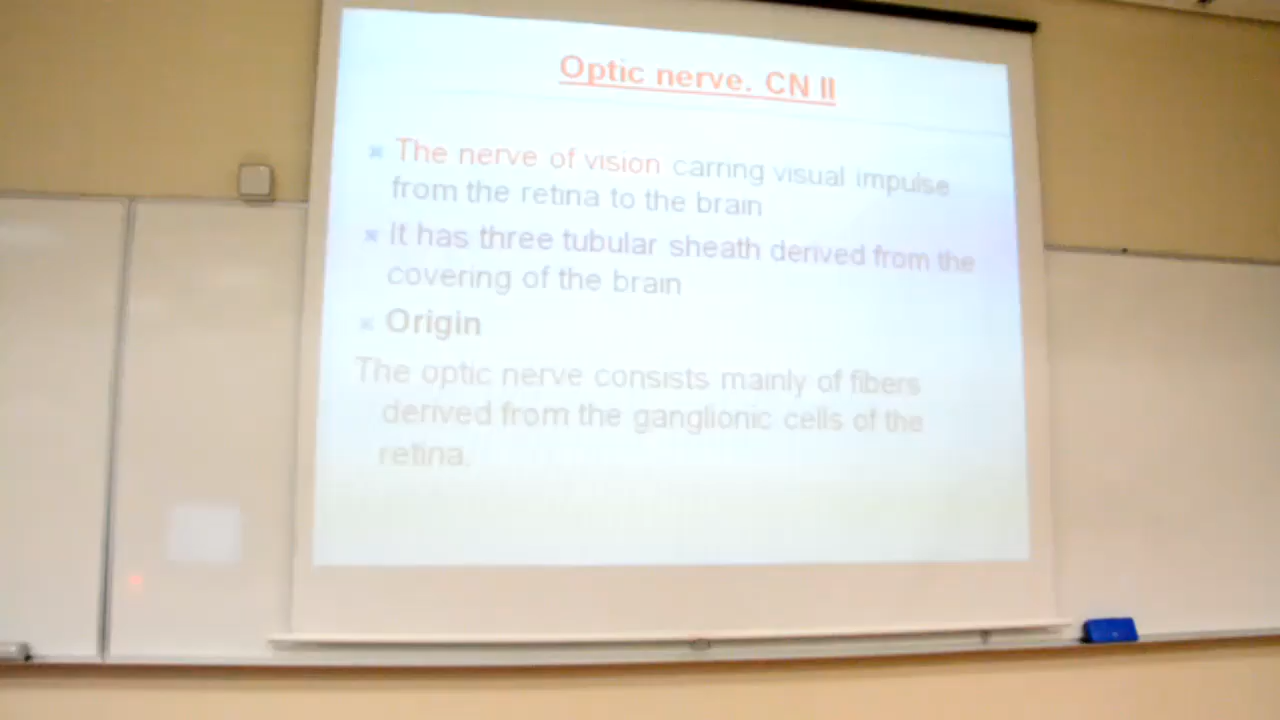 Optic nerve. CN II
The nerve of vision carring visual impulse
from the retina to the brain
It has three tubular sheath derived from the
covering of the brain
Origin
The optic nerve consists mainly of fibers
derived from the ganglionic cells of the
retina.